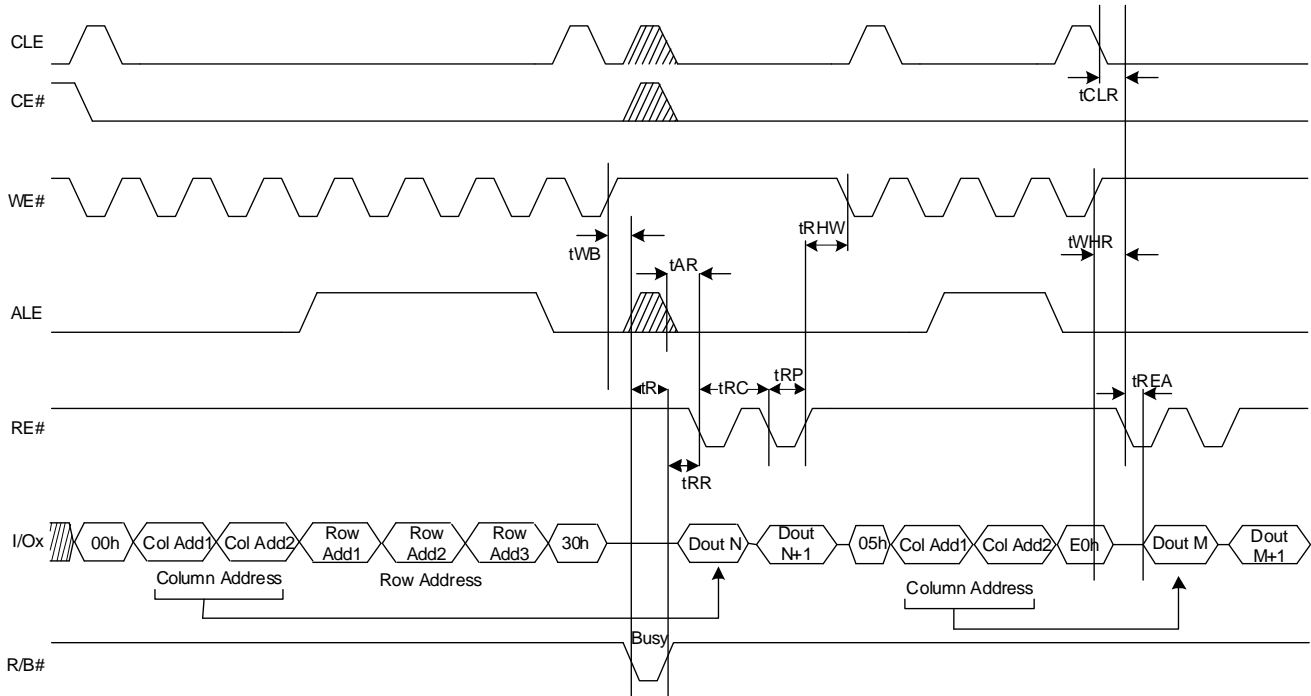 CLE
tCLR
CE#
WE#
tWB
tRHW
tWHR
tAR
ALE
tR
tRC
tRP
tREA
RE#
tRR
I/Ox
00h
Col Add1
Col Add2
Row
Add1
Row
Add2
Row
Add3
30h
Dout N
Dout
N+1
05h
Col Add1
Col Add2
E0h
Dout M
Dout
M+1
Column Address
Row Address
Column Address
Busy
R/B#